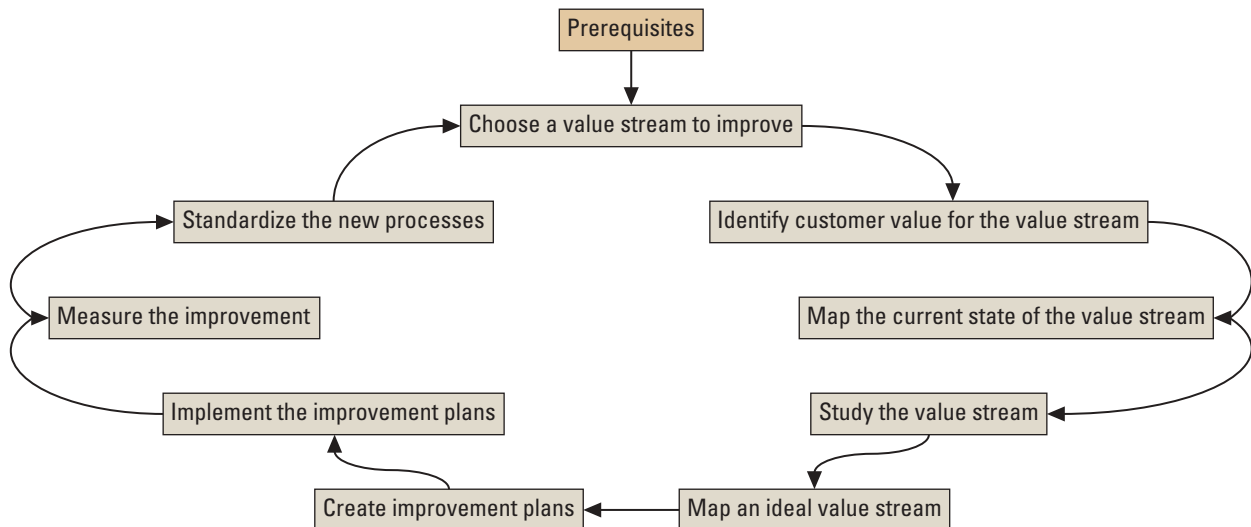 Prerequisites
Choose a value stream to improve
Standardize the new processes
Identify customer value for the value stream
Measure the improvement
Map the current state of the value stream
Implement the improvement plans
Study the value stream
Create improvement plans
Map an ideal value stream